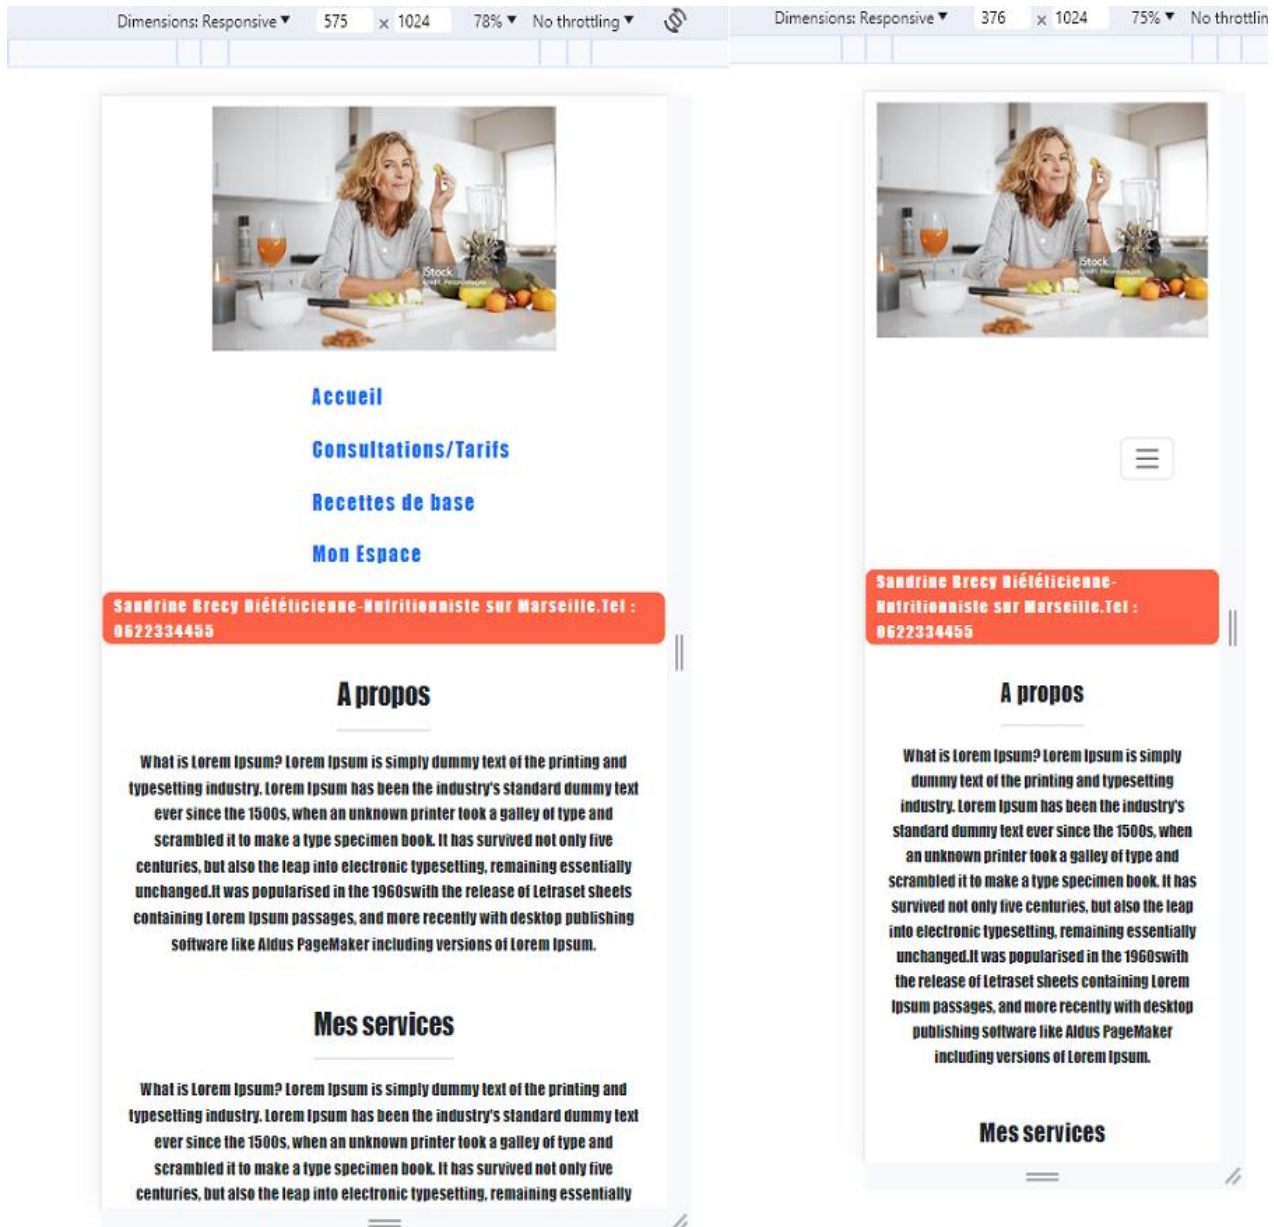 Dimensions: Responsive ▼ 575 x 1024 78% ▼ No throttling ▼
iStock
Accueil
Consultations/Tarifs
Recettes de base
Mon Espace
Sandrine Brecy Diététicienne-Nutritionniste sur Marseille.Tel :
0622334455
A propos
What is Lorem Ipsum? Lorem Ipsum is simply dummy text of the printing and
typesetting industry. Lorem Ipsum has been the industry's standard dummy text
ever since the 1500s, when an unknown printer took a galley of type and
scrambled it to make a type specimen book. It has survived not only five
centuries, but also the leap into electronic typesetting, remaining essentially
unchanged.It was popularised in the 1960swith the release of Letraset sheets
containing Lorem Ipsum passages, and more recently with desktop publishing
software like Aldus PageMaker including versions of Lorem Ipsum.
Mes services
What is Lorem Ipsum? Lorem Ipsum is simply dummy text of the printing and
typesetting industry. Lorem Ipsum has been the industry's standard dummy text
ever since the 1500s, when an unknown printer took a galley of type and
scrambled it to make a type specimen book. It has survived not only five
centuries, but also the leap into electronic typesetting, remaining essentially
Dimensions: Responsive ▼ 376 x 1024 75% ▼ No throttlin
iStock
Sandrine Brecy Diététicienne-
Nutritionniste sur Marseille.Tel :
0622334455
A propos
What is Lorem Ipsum? Lorem Ipsum is simply
dummy text of the printing and typesetting
industry. Lorem Ipsum has been the industry's
standard dummy text ever since the 1500s, when
an unknown printer took a galley of type and
scrambled it to make a type specimen book. It has
survived not only five centuries, but also the leap
into electronic typesetting, remaining essentially
unchanged.It was popularised in the 1960swith
the release of Letraset sheets containing Lorem
Ipsum passages, and more recently with desktop
publishing software like Aldus PageMaker
including versions of Lorem Ipsum.
Mes services